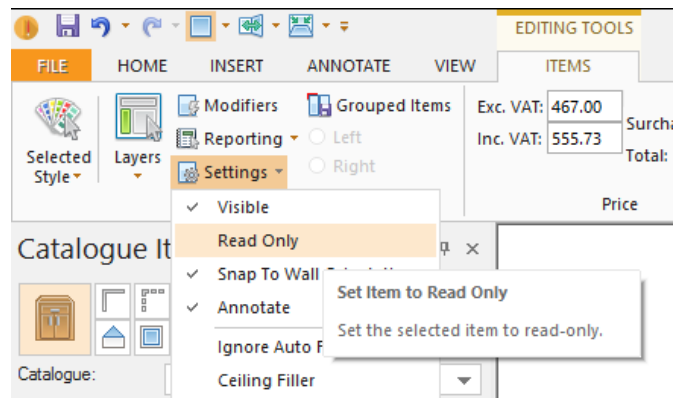 EDITING TOOLS
FILE HOME INSERT ANNOTATE VIEW ITEMS
Modifiers Grouped Items Exc. VAT: 467.00
Reporting Left Inc. VAT: 555.73
Surcha
Total:
Selected Style
Layers
Settings Right
Price
Visible
Read Only
Snap To Wall
Annotate
Ignore Auto F
Ceiling Filler
Catalogue It
Set Item to Read Only
Set the selected item to read-only.
Catalogue: